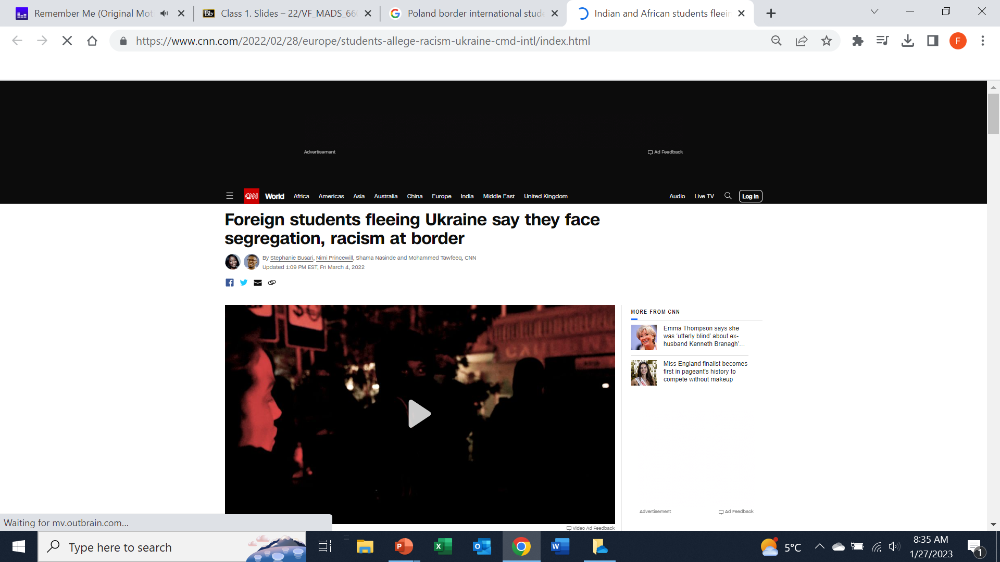 Remember Me (Original Mot
Class 1. Slides – 22/VF_MADS_66
Poland border international stud
Indian and African students fleei
https://www.cnn.com/2022/02/28/europe/students-allege-racism-ukraine-cmd-intl/index.html
F
Advertisement
Ad Feedback
CNN World Africa Americas Asia Australia China Europe India Middle East United Kingdom Audio Live TV Log In
Foreign students fleeing Ukraine say they face
segregation, racism at border
By Stephanie Busari, Nimi Princewill, Shama Nasinde and Mohammed Tawfeeq, CNN
Updated 1:09 PM EST, Fri March 4, 2022
MORE FROM CNN
Emma Thompson says she
was ‘utterly blind’ about ex-
husband Kenneth Branagh’...
Miss England finalist becomes
first in pageant's history to
compete without makeup
Advertisement
Ad Feedback
Video Ad Feedback
Waiting for mv.outbrain.com...
Type here to search
5°C
8:35 AM
1/27/2023
1